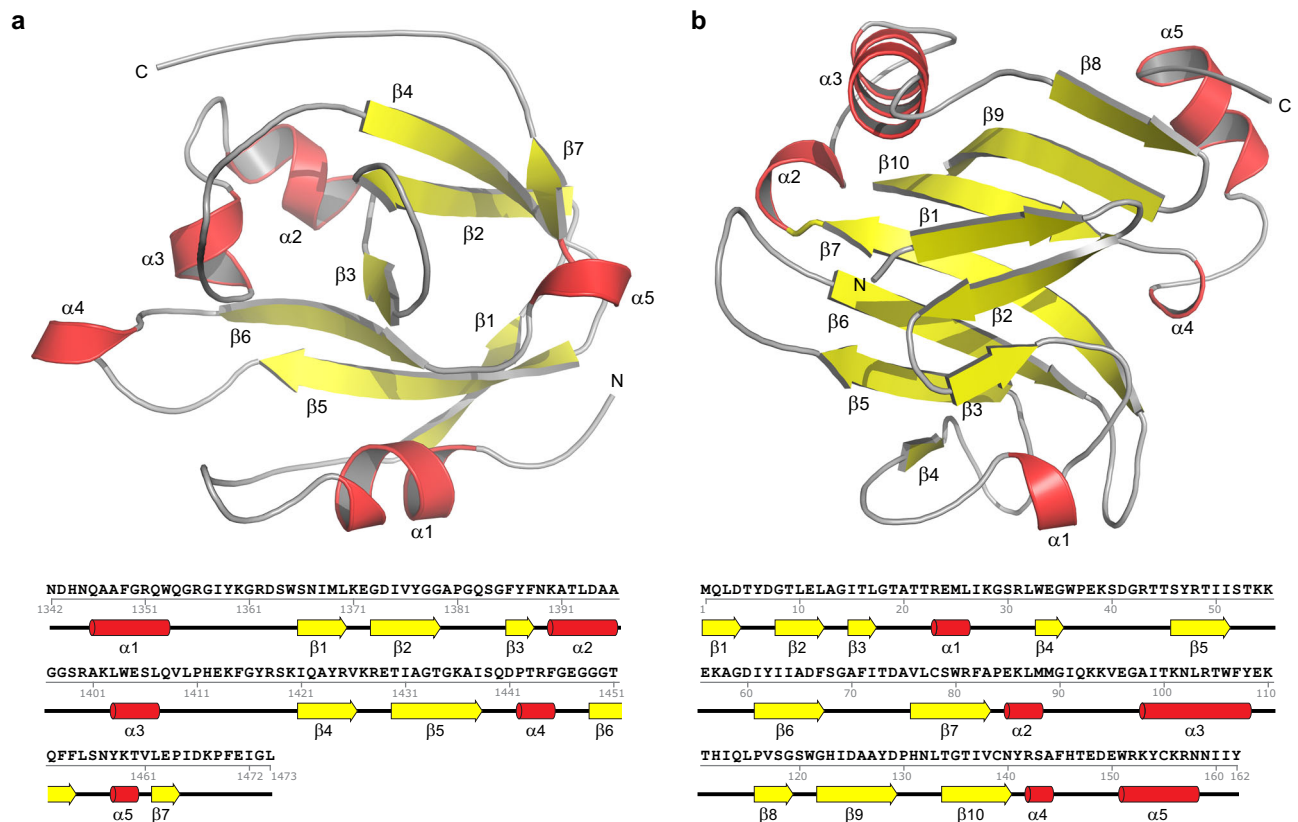 a
C
β4
β7
α2
β2
α3
β3
α5
α4
β1
β6
N
β5
α1
NDHNQAAFGRQWQGRGIYKGRDSWSNIMLKEGDIVYGGAPGQSGFYFNKATLDAA
1342 1351 1361 1371 1381 1391
α1 β1 β2 β3 α2
GGSRAKLWESLQVLPHEKFGYRSKIQAYRVKRETIAGTGKAISQDPTRFGEGGGT
1401 1411 1421 1431 1441 1451
α3 β4 β5 α4 β6
QFFLSNYKTVLEPIDKPFEIGL
1461 1472 1473
α5 β7
b
α5
β8
α3
C
β9
α2
β10
β1
β7
N
α4
β6
β2
β5
β3
β4
α1
MQLDTYDGTLELAGITLGTATTREMLIKGSRLWEGWPEKSDGRTTSYRTIISTKK
1 10 20 30 40 50
β1 β2 β3 α1 β4 β5
EKAGDIYIIADFSGAFITDAVLCSWRFAPEKLMMGIQKKVEGAITKNLRTWFYEK
60 70 80 90 100 110
β6 β7 α2 α3
THIQLPVSGSWGHIDAAYDPHNLTGTIVCNYRSAFHTEDEWRKYCKRNNIIY
120 130 140 150 160 162
β8 β9 β10 α4 α5